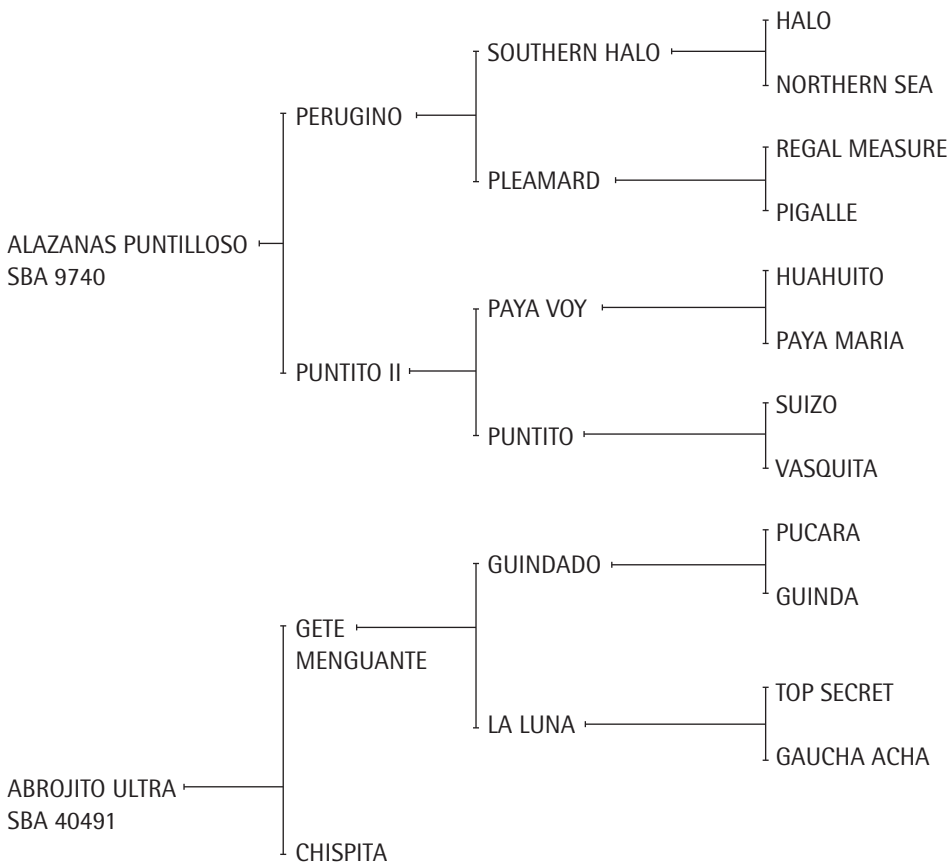 HALO
SOUTHERN HALO
NORTHERN SEA
PERUGINO
REGAL MEASURE
PLEAMARD
PIGALLE
ALAZANAS PUNTILLOSO
SBA 9740
HUAHUITO
PAYA VOY
PAYA MARIA
PUNTITO II
SUIZO
PUNTITO
VASQUITA
PUCARA
GUINDADO
GUINDA
GETE
MENGUANTE
TOP SECRET
LA LUNA
GAUCHA ACHA
ABROJITO ULTRA
SBA 40491
CHISPITA